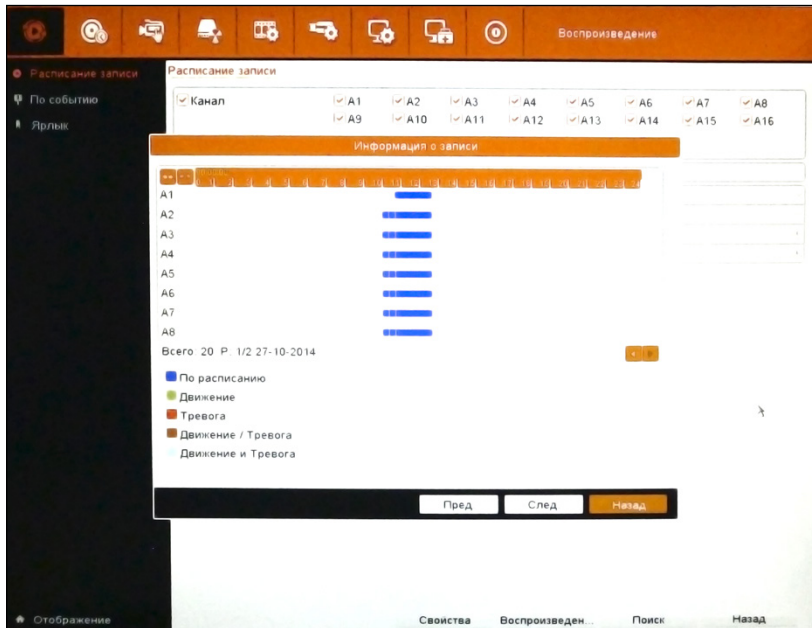 Воспроизведение
Расписание записи
По событию
Ярлык
Расписание записи
Канал A1 A2 A3 A4 A5 A6 A7 A8
A9 A10 A11 A12 A13 A14 A15 A16
Информация о записи
A1
A2
A3
A4
A5
A6
A7
A8
Всего: 20 P: 1/2 27-10-2014
По расписанию
Движение
Тревога
Движение / Тревога
Движение и Тревога
Пред
След
Назад
Отображение
Свойства
Воспроизведен...
Поиск
Назад